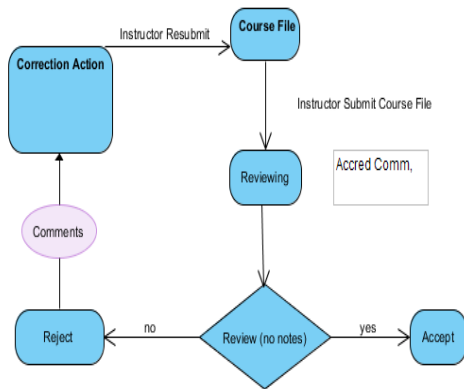 Instructor Resubmit
Course File
Correction Action
Instructor Submit Course File
Reviewing
Accred Comm,
Comments
Reject
no
Review (no notes)
yes
Accept